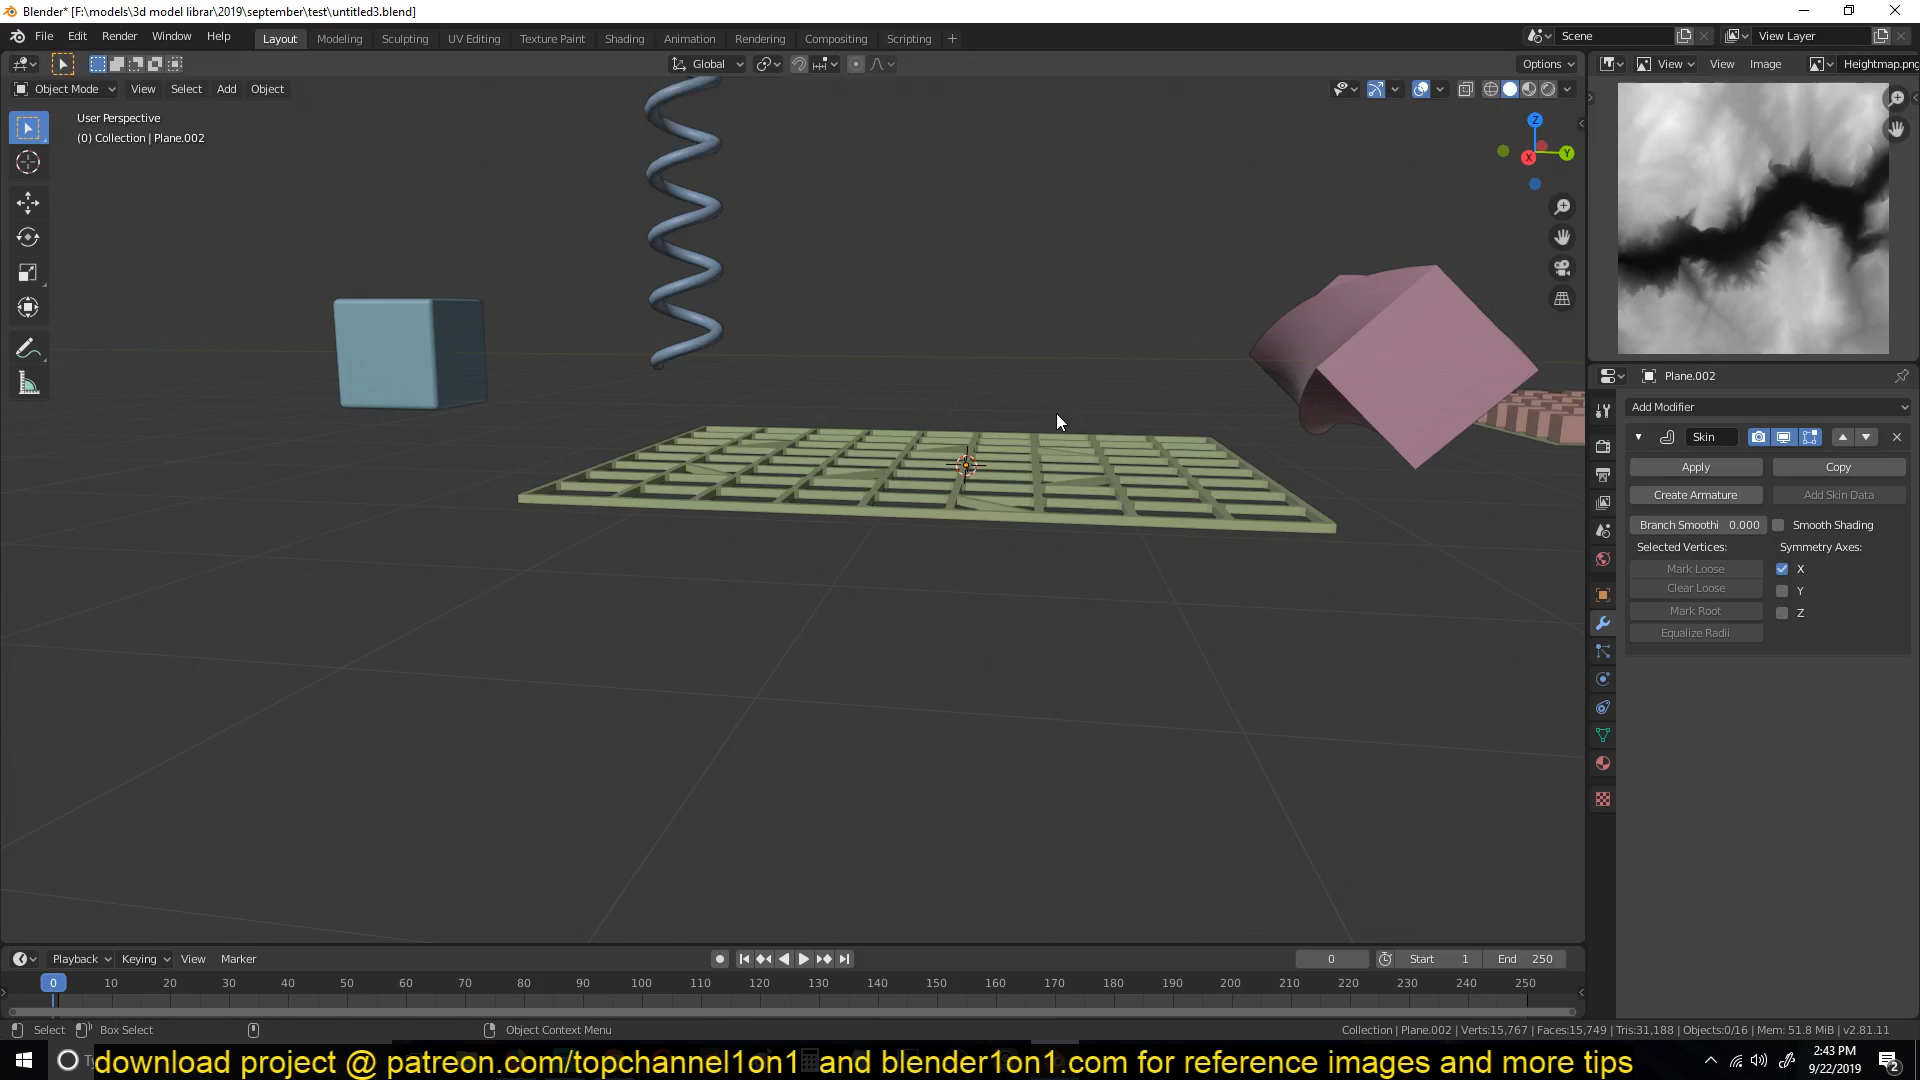 Blender* [F:\models\3d model librar\2019\september\test\untitled3.blend]
File Edit Render Window Help
Layout Modeling Sculpting UV Editing Texture Paint Shading Animation Rendering Compositing Scripting +
Scene
View Layer
Global
Options
View View Image Heightmap.png
Object Mode View Select Add Object
User Perspective
(0) Collection | Plane.002
Z
Y
X
Plane.002
Add Modifier
Skin
Apply Copy
Create Armature Add Skin Data
Branch Smoothi 0.000 Smooth Shading
Selected Vertices: Symmetry Axes:
Mark Loose X
Clear Loose Y
Mark Root Z
Equalize Radii
Playback Keying View Marker
0 Start 1 End 250
0 10 20 30 40 50 60 70 80 90 100 110 120 130 140 150 160 170 180 190 200 210 220 230 240 250
Select Box Select Object Context Menu
Collection | Plane.002 | Verts:15,767 | Faces:15,749 | Tris:31,188 | Objects:0/16 | Mem: 51.8 MiB | v2.81.11
download project @ patreon.com/topchannel1on1 and blender1on1.com for reference images and more tips
2:43 PM
9/22/2019
2